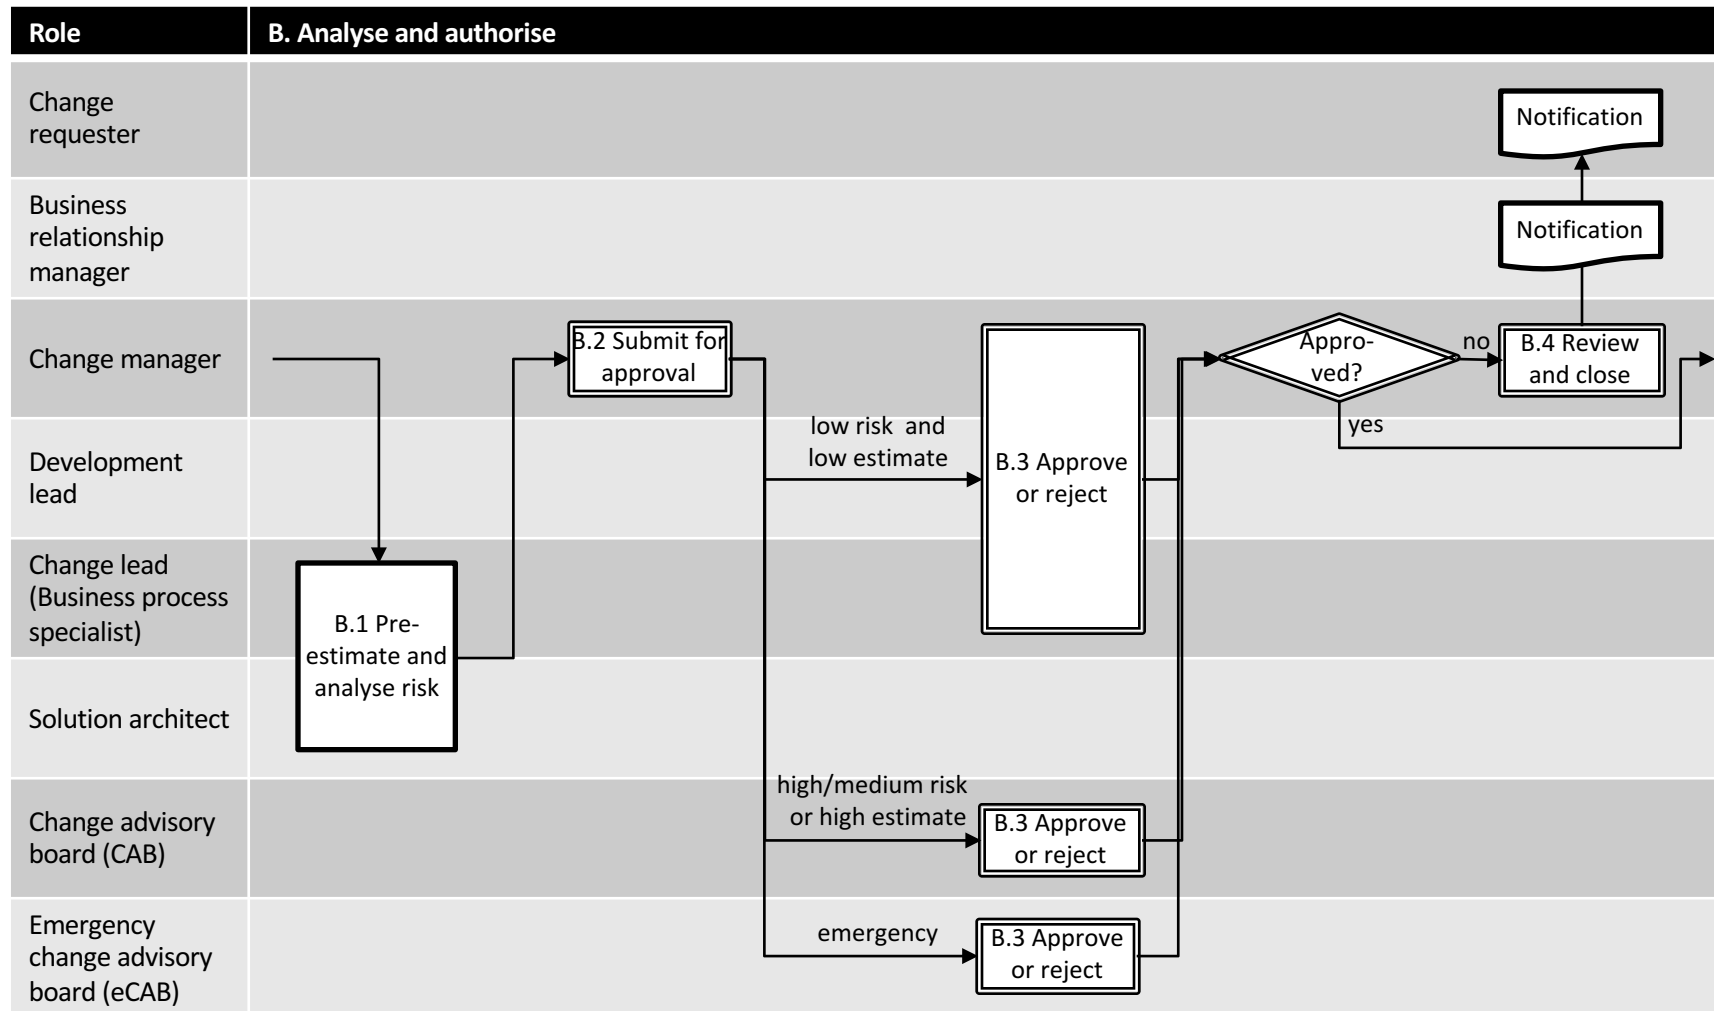 Role
B. Analyse and authorise
Change
requester
Notification
Business
relationship
manager
Notification
Change manager
B.2 Submit for
approval
Appro-
ved?
no
B.4 Review
and close
yes
Development
lead
low risk  and
low estimate
B.3 Approve
or reject
Change lead
(Business process
specialist)
B.1 Pre-
estimate and
analyse risk
Solution architect
Change advisory
board (CAB)
high/medium risk
or high estimate
B.3 Approve
or reject
Emergency
change advisory
board (eCAB)
emergency
B.3 Approve
or reject